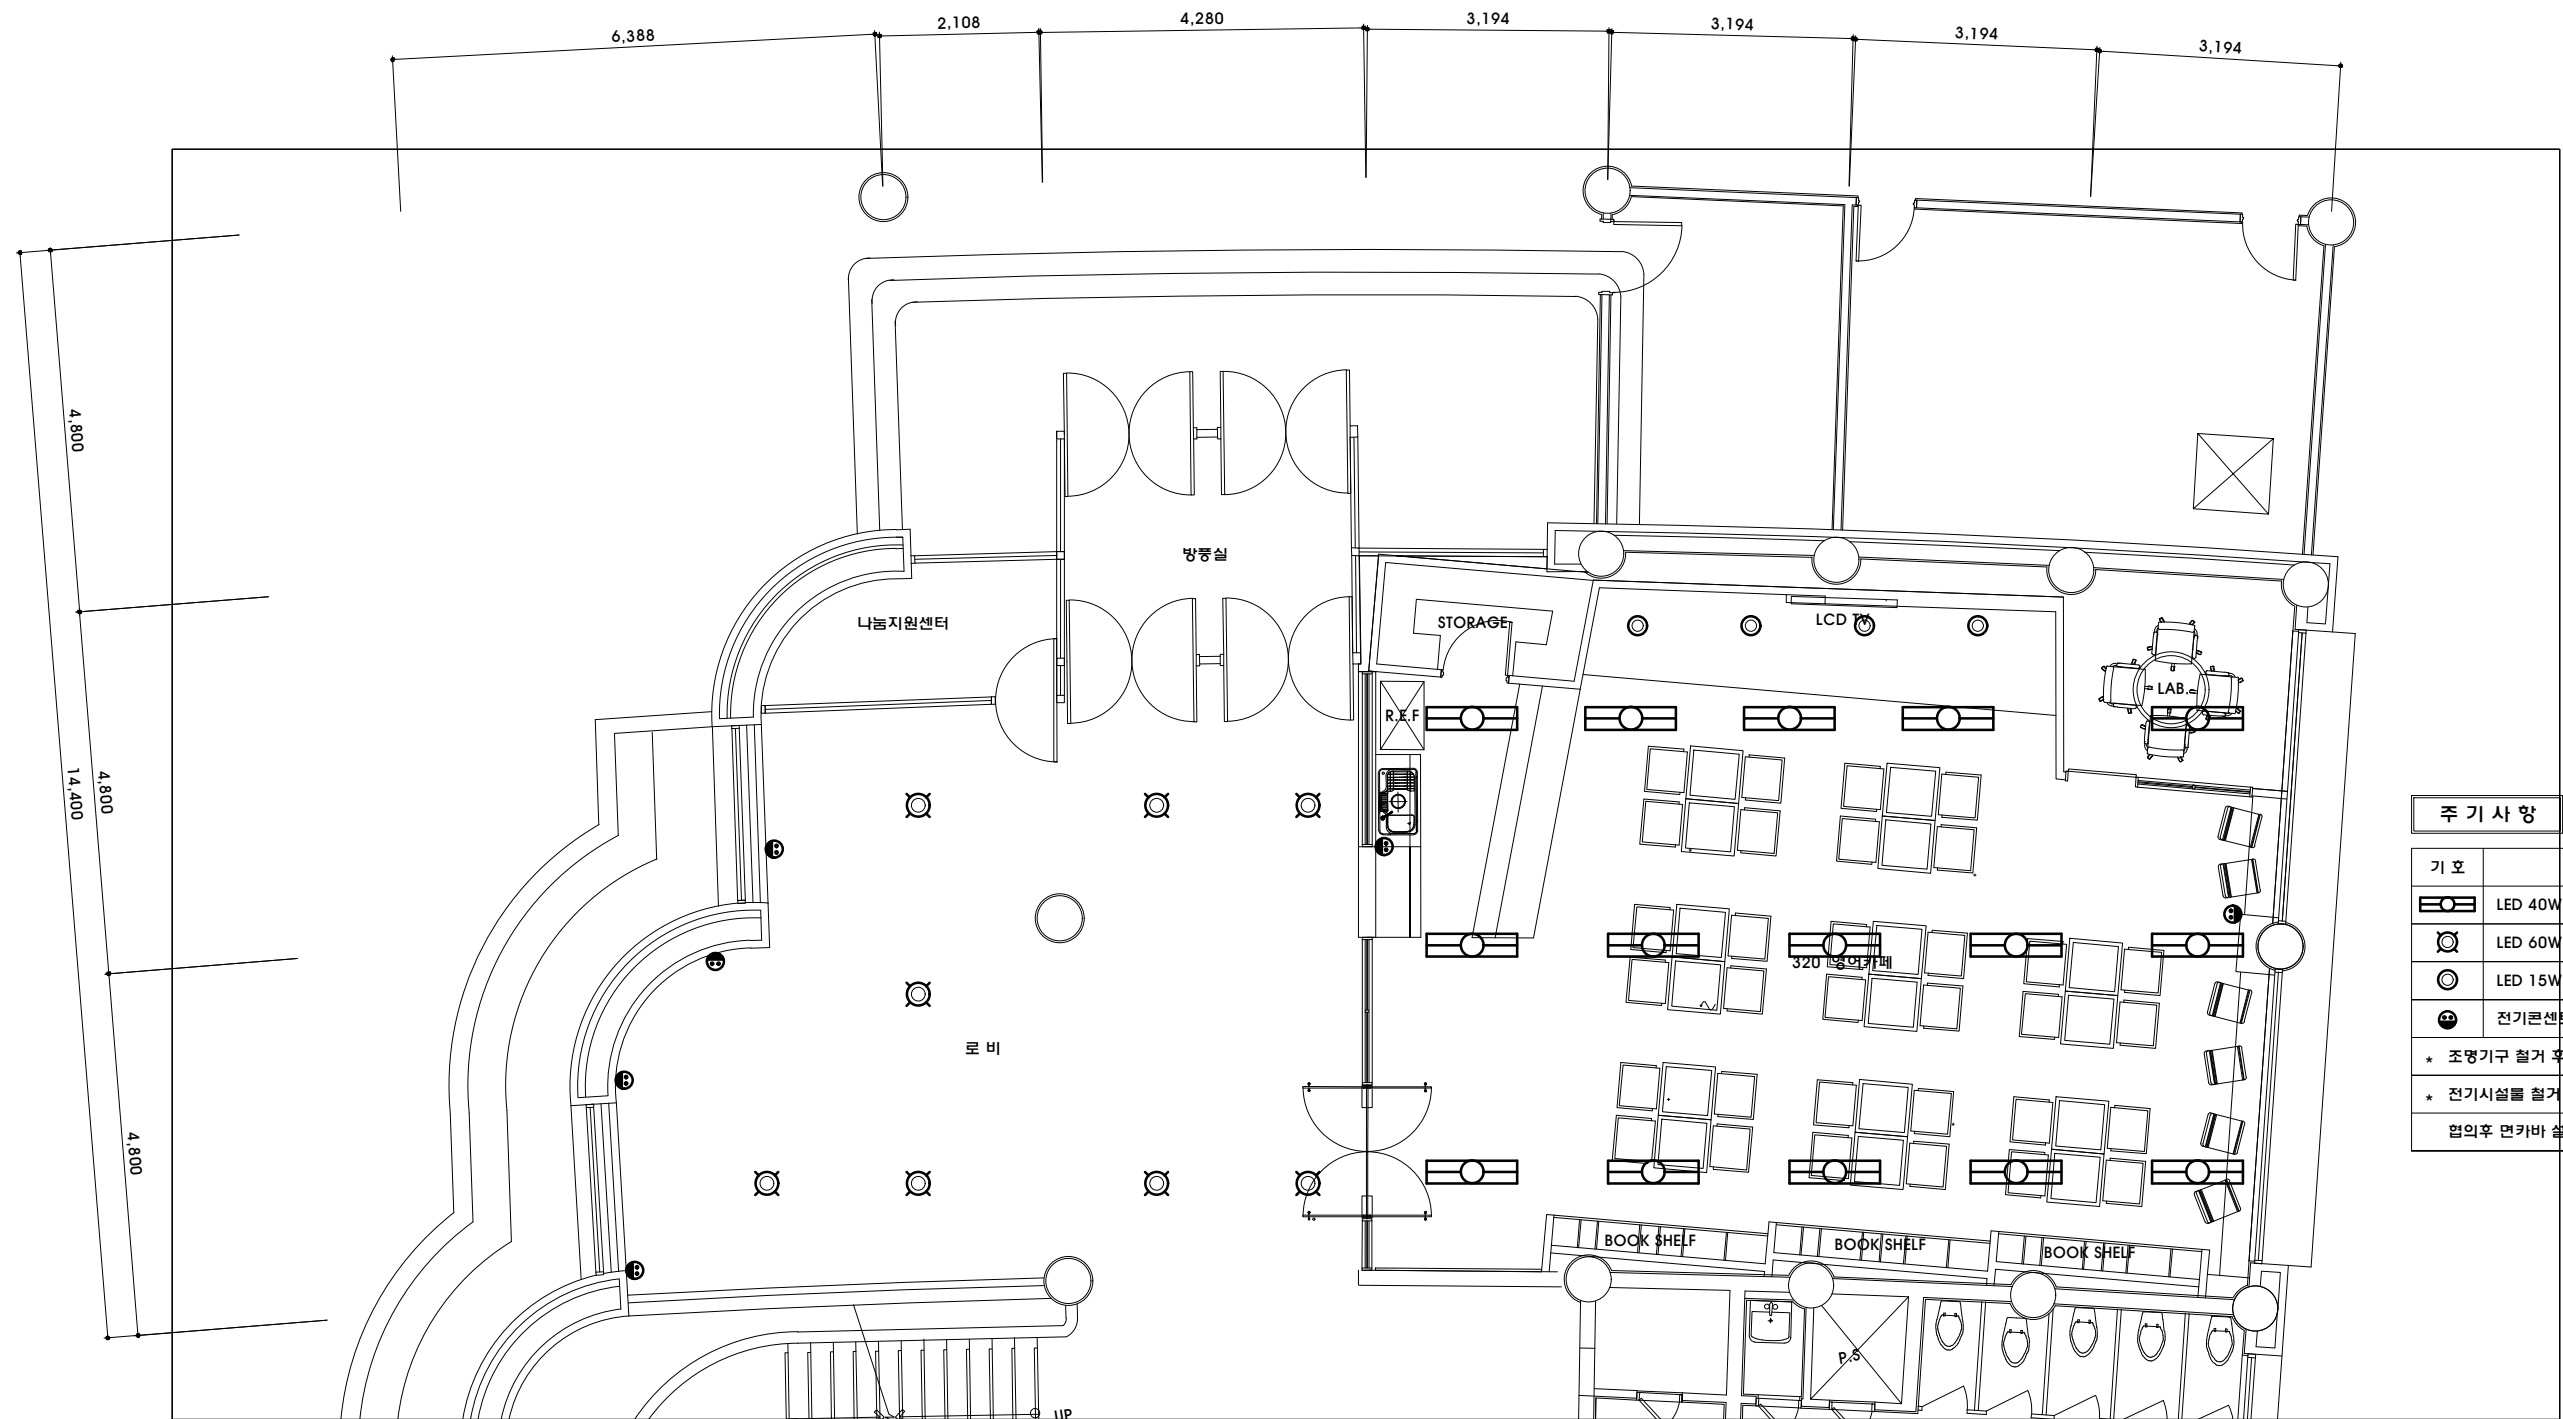 6,388
2,108
4,280
3,194
3,194
3,194
3,194
4,800
4,800
14,400
4,800
방풍실
나눔지원센터
STORAGE
LCD TV
LAB.
R.E.F
320 영어카페
로 비
BOOK SHELF
BOOK SHELF
BOOK SHELF
P.S
UP
주 기 사 항
기 호
LED 40W
LED 60W
LED 15W
전기콘센
* 조명기구 철거 후
* 전기시설물 철거
협의후 면카바